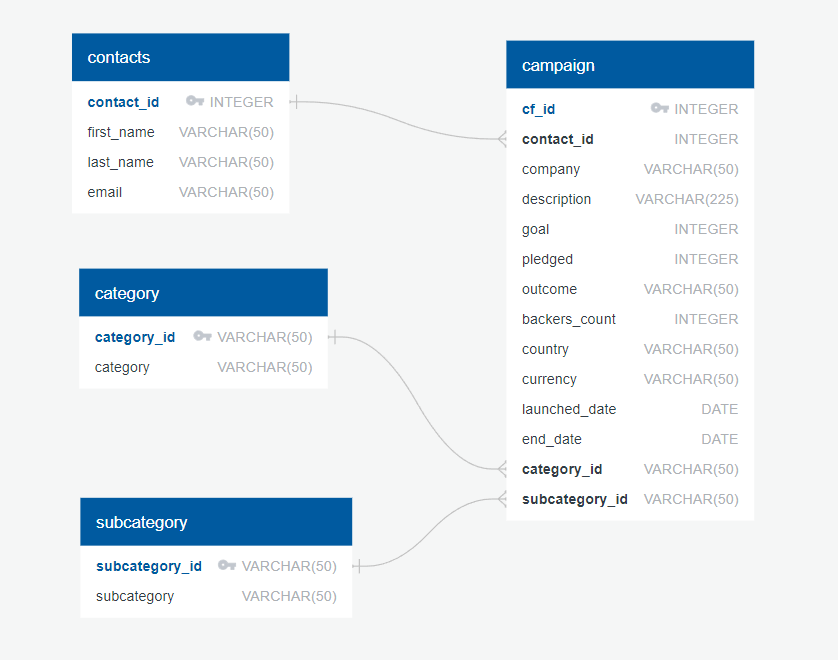 contacts
contact_id INTEGER
first_name VARCHAR(50)
last_name VARCHAR(50)
email VARCHAR(50)
category
category_id VARCHAR(50)
category VARCHAR(50)
subcategory
subcategory_id VARCHAR(50)
subcategory VARCHAR(50)
campaign
cf_id INTEGER
contact_id INTEGER
company VARCHAR(50)
description VARCHAR(225)
goal INTEGER
pledged INTEGER
outcome VARCHAR(50)
backers_count INTEGER
country VARCHAR(50)
currency VARCHAR(50)
launched_date DATE
end_date DATE
category_id VARCHAR(50)
subcategory_id VARCHAR(50)